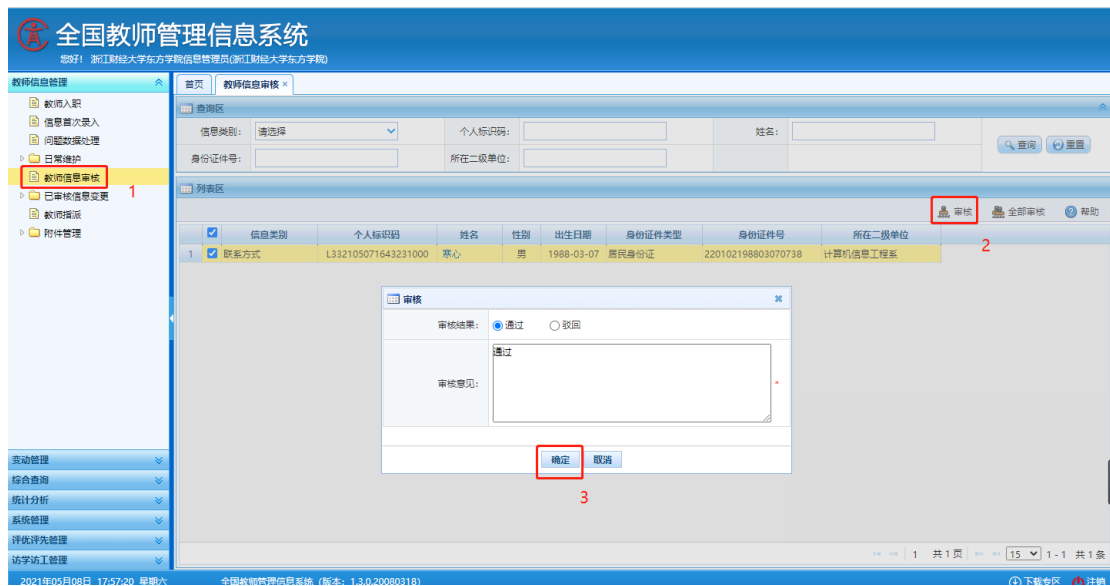 全国教师管理信息系统
您好！ 浙江财经大学东方学院信息管理员(浙江财经大学东方学院)
教师信息管理
首页 教师信息审核 ×
教师入职
信息首次录入
问题数据处理
日常维护
教师信息审核
1
已审核信息变更
教师指派
附件管理
查询区
信息类别： 请选择 个人标识码： 姓名：
身份证件号： 所在二级单位：
查询 重置
列表区
审核 全部审核 帮助
2
信息类别 个人标识码 姓名 性别 出生日期 身份证件类型 身份证件号 所在二级单位
1 联系方式 L332105071643231000 寒心 男 1988-03-07 居民身份证 220102198803070738 计算机信息工程系
审核
审核结果： 通过 驳回
审核意见： 通过 *
确定 取消
3
变动管理
综合查询
统计分析
系统管理
评优评先管理
访学访工管理
1 共1页 15 1 - 1 共1条
2021年05月08日 17:57:20 星期六 全国教师管理信息系统（版本：1.3.0.20080318） 下载专区 注销